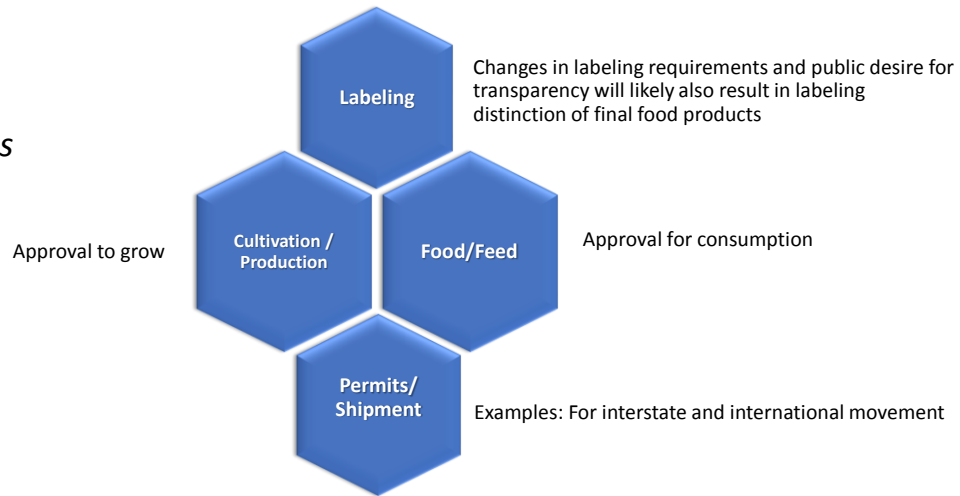 Labeling
Changes in labeling requirements and public desire for
transparency will likely also result in labeling
distinction of final food products
s
Approval to grow
Cultivation /
Production
Food/Feed
Approval for consumption
Permits/
Shipment
Examples: For interstate and international movement